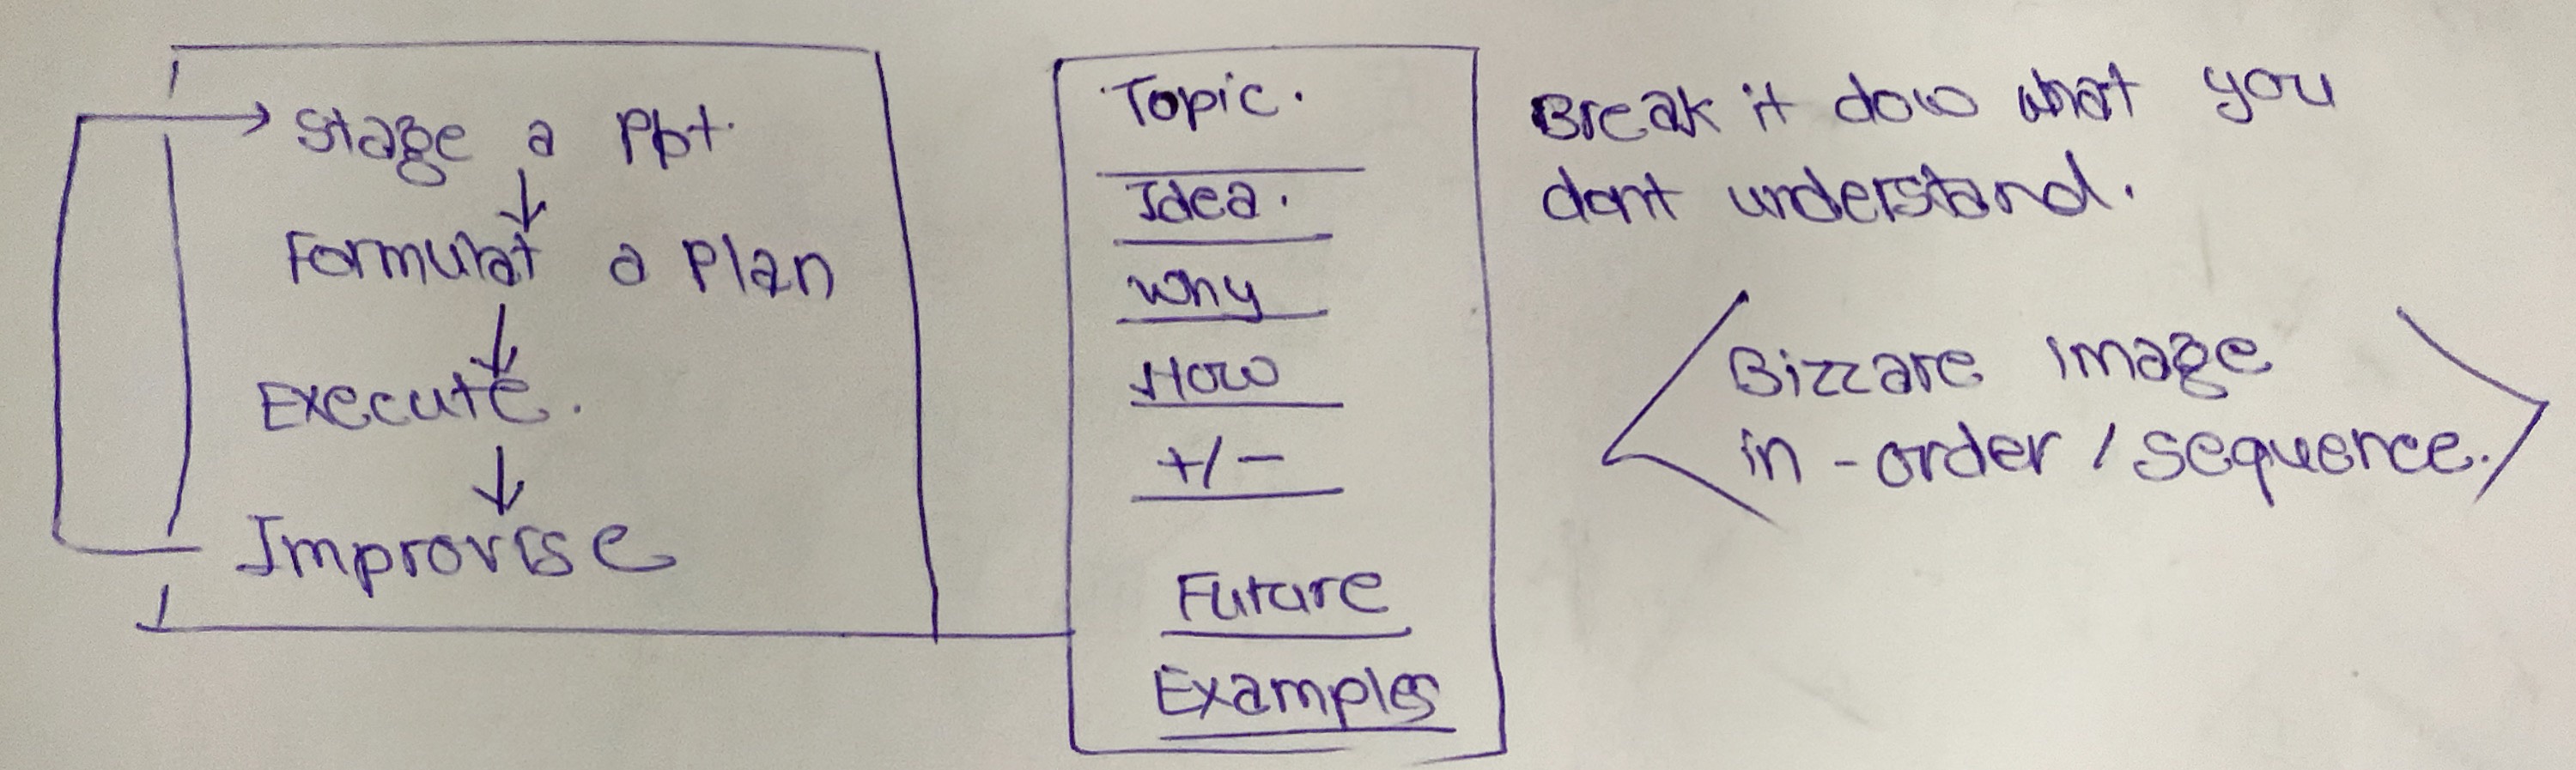 Stage a ppt.
Formulat a Plan
Execute.
Improvise
Topic.
Idea.
Why
How
+/-
Future
Examples
Break it dow what you
dont understand.
Bizzare image
in-order / sequence.